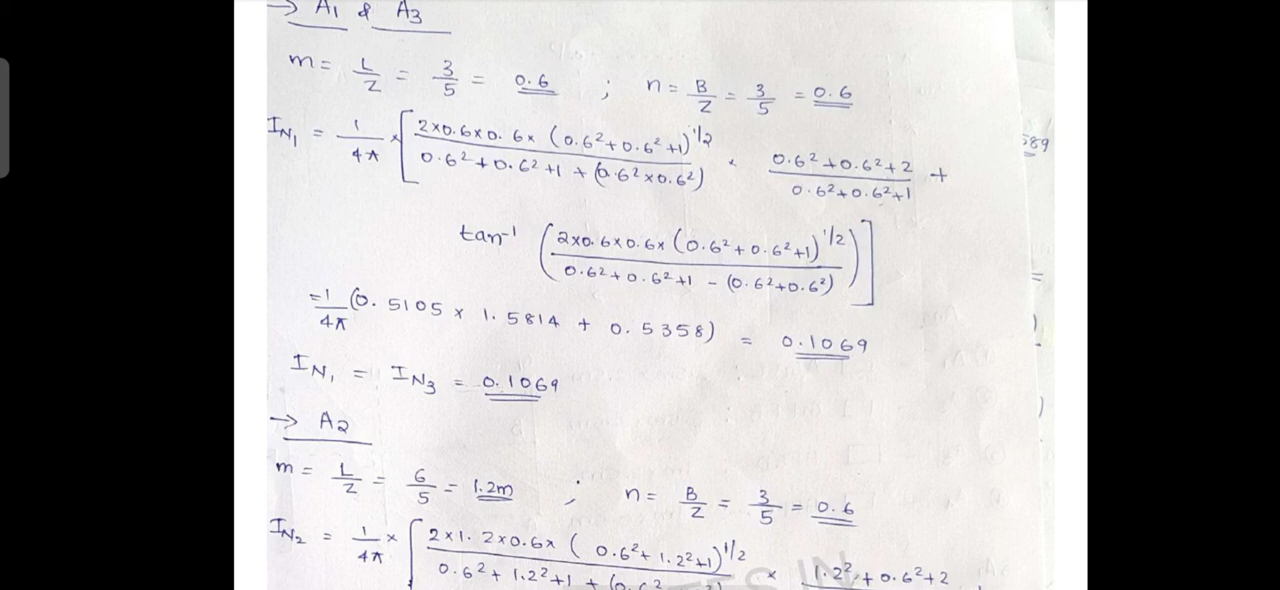 → A1 & A3
m = L/Z = 3/5 = 0.6 ; n = B/Z = 3/5 = 0.6
IN1 = 1/4π × [ 2×0.6×0.6×(0.6²+0.6²+1)^1/2 / 0.6²+0.6²+1+(0.6²×0.6²) × 0.6²+0.6²+2 / 0.6²+0.6²+1 +
589
tan⁻¹ ( 2×0.6×0.6×(0.6²+0.6²+1)^1/2 / 0.6²+0.6²+1 - (0.6²+0.6²) ) ]
= 1/4π (0.5105 × 1.5814 + 0.5358) = 0.1069
IN1 = IN3 = 0.1069
→ A2
m = L/Z = 6/5 = 1.2m ; n = B/Z = 3/5 = 0.6
IN2 = 1/4π × [ 2×1.2×0.6×(0.6²+1.2²+1)^1/2 / 0.6²+1.2²+1+(0.6² × 1.2²+0.6²+2